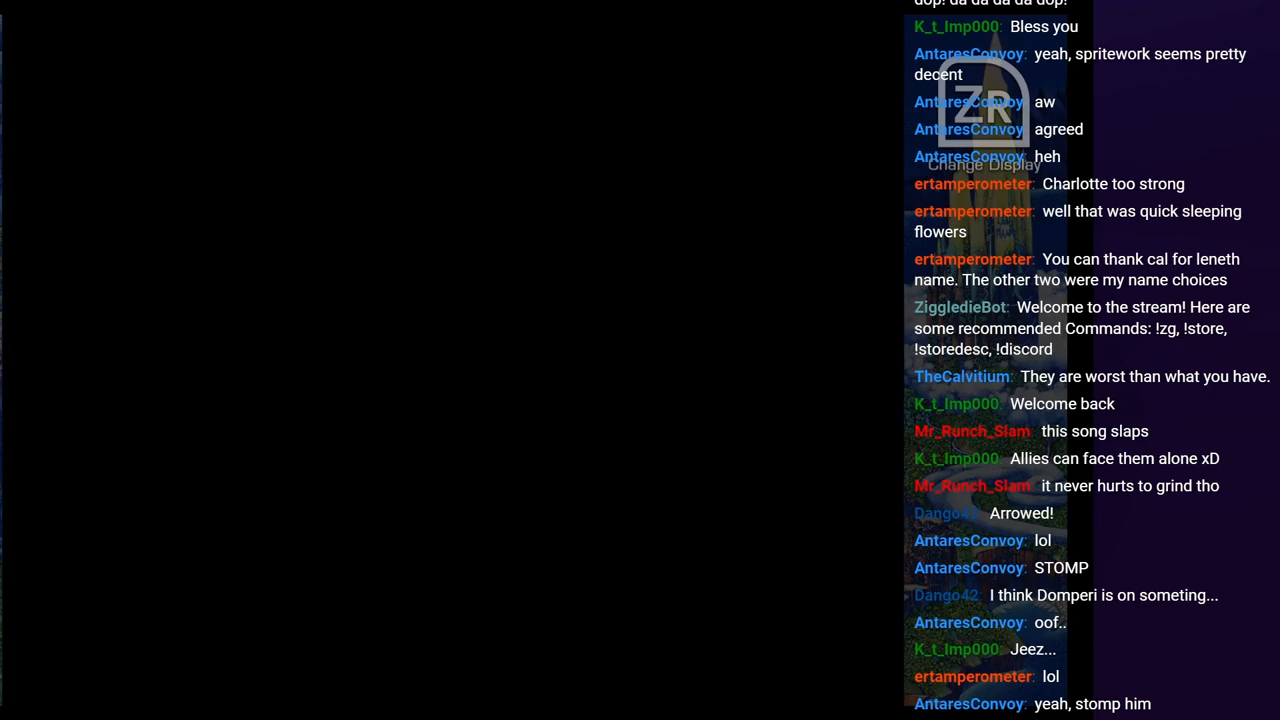 dop! da da da da dop!
K_t_Imp000: Bless you
AntaresConvoy: yeah, spritework seems pretty
decent
AntaresConvoy: aw
ZR
AntaresConvoy: agreed
AntaresConvoy: heh
Change Display
ertamperometer: Charlotte too strong
ertamperometer: well that was quick sleeping
flowers
ertamperometer: You can thank cal for leneth
name. The other two were my name choices
ZiggledieBot: Welcome to the stream! Here are
some recommended Commands: !zg, !store,
!storedesc, !discord
TheCalvitium: They are worst than what you have.
K_t_Imp000: Welcome back
Mr_Runch_Slam: this song slaps
K_t_Imp000: Allies can face them alone xD
Mr_Runch_Slam: it never hurts to grind tho
Dango42: Arrowed!
AntaresConvoy: lol
AntaresConvoy: STOMP
Dango42: I think Domperi is on someting...
AntaresConvoy: oof..
K_t_Imp000: Jeez...
ertamperometer: lol
AntaresConvoy: yeah, stomp him